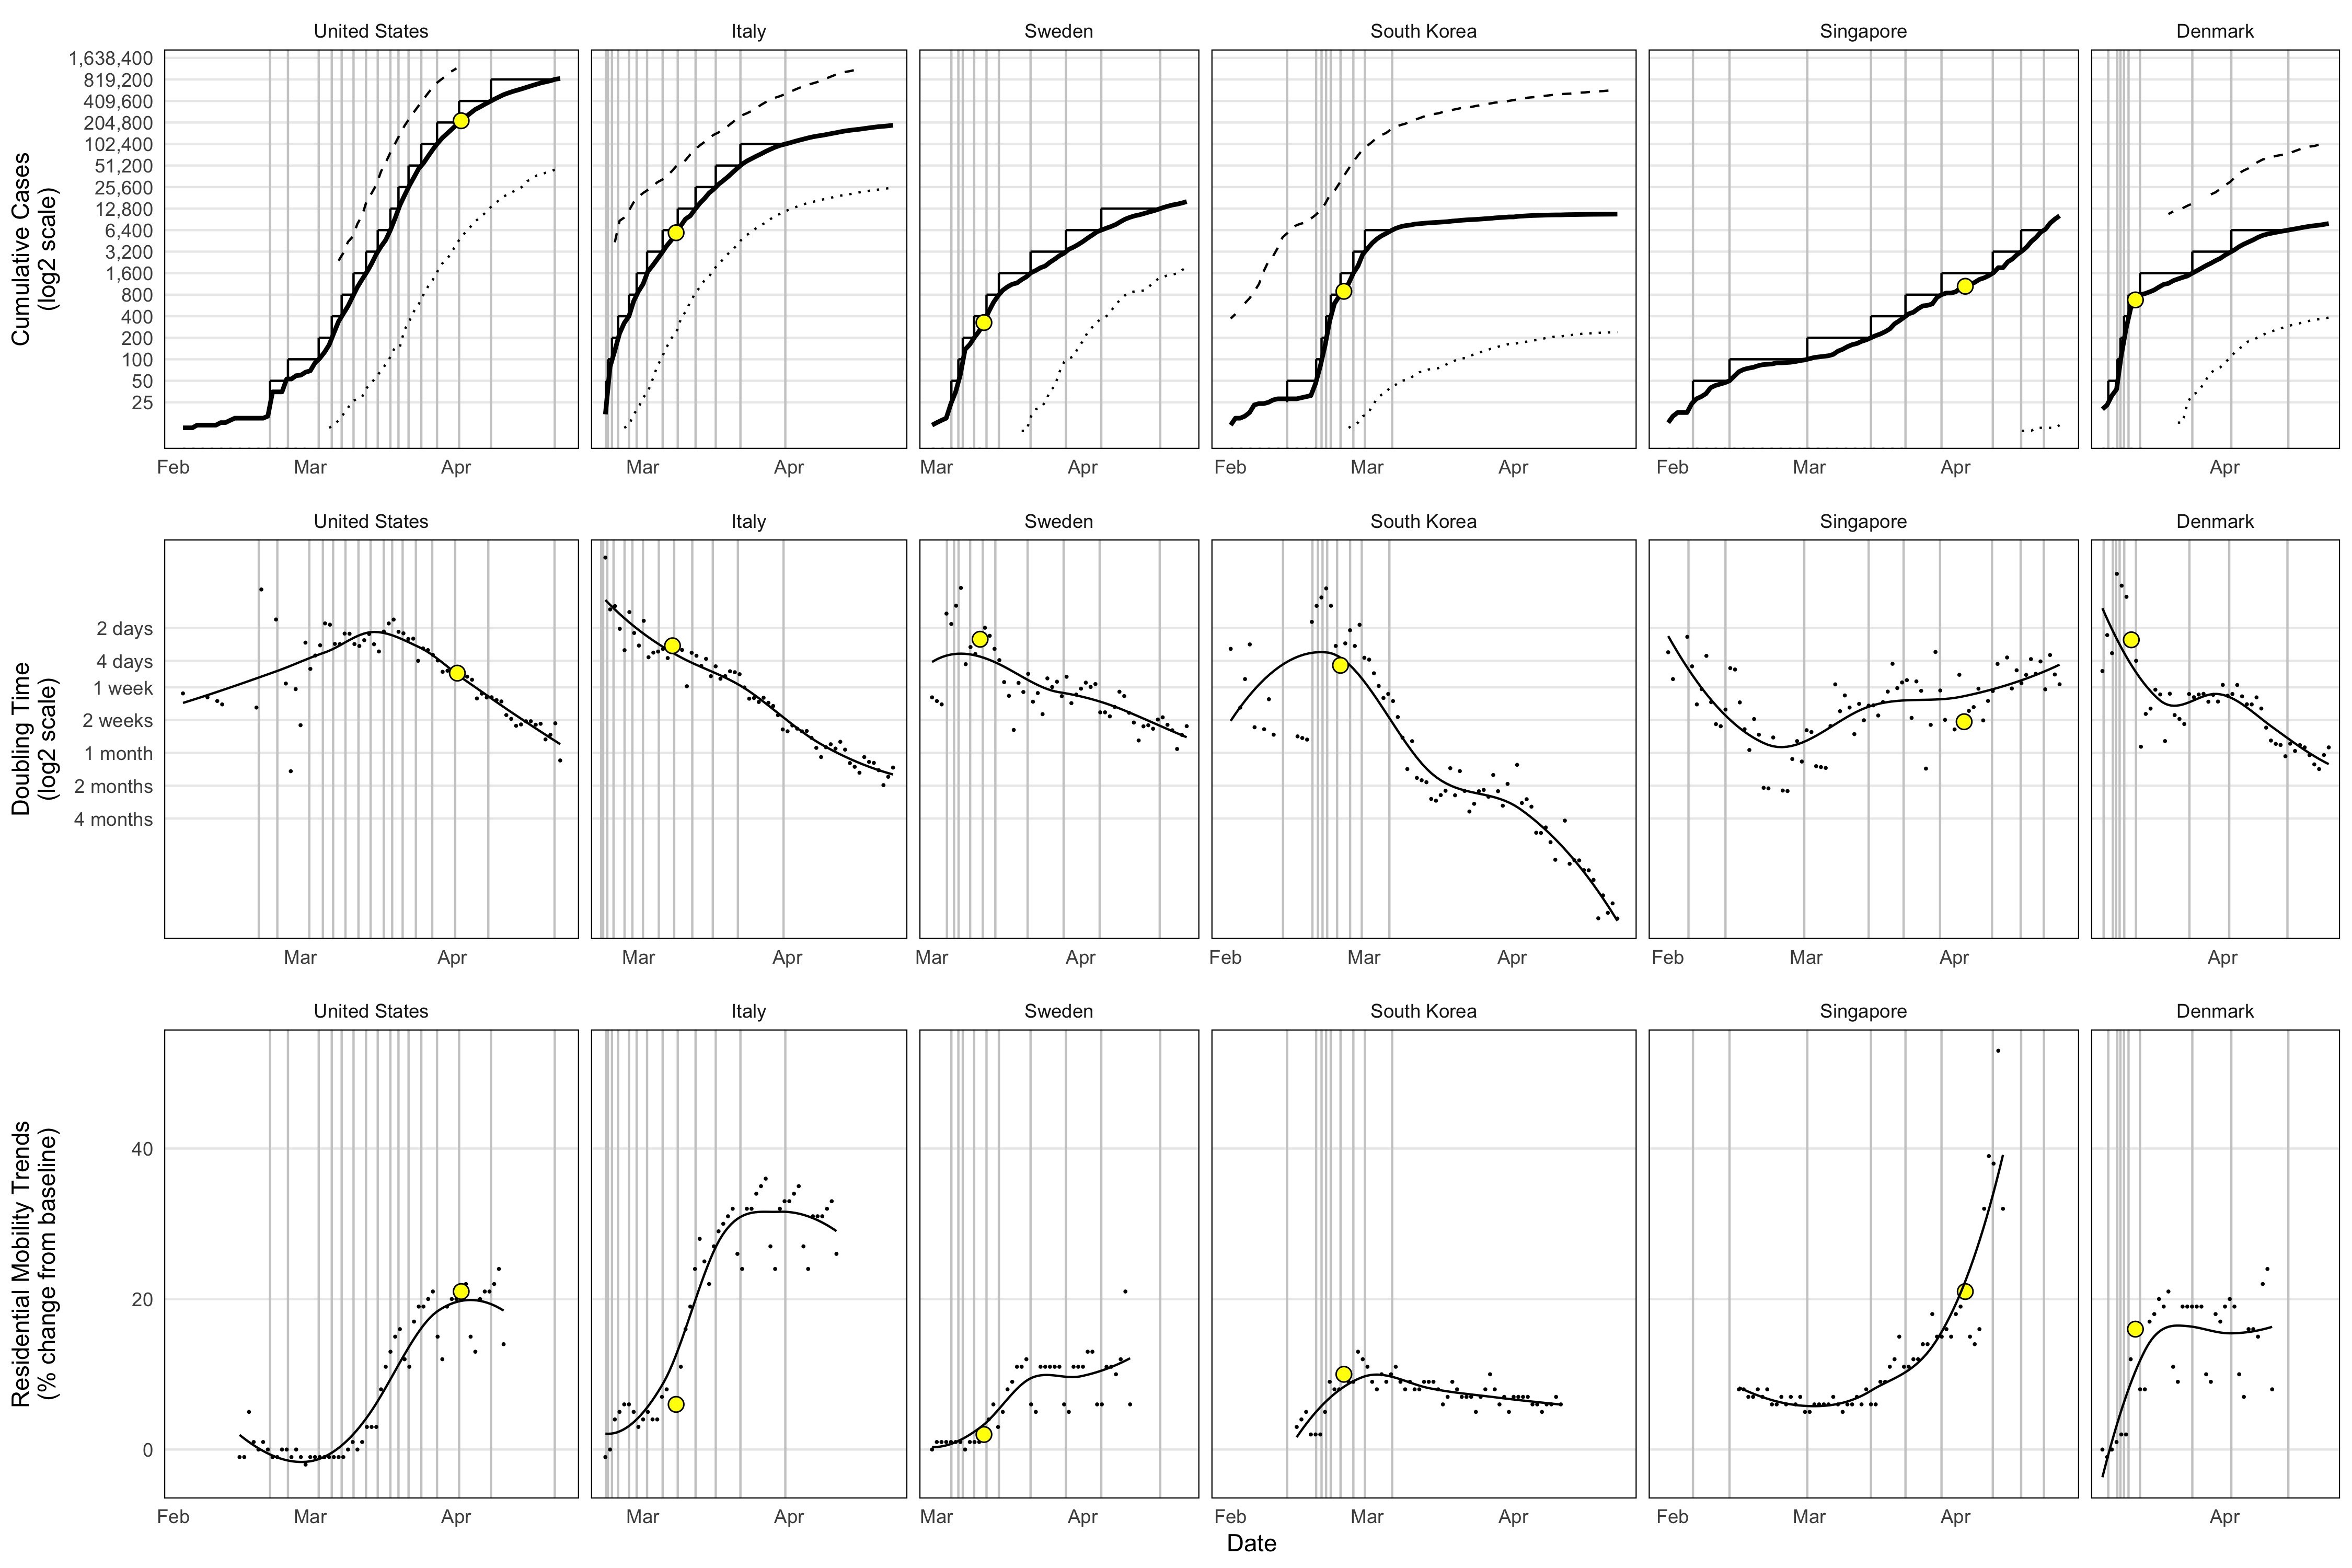 United States
Italy
Sweden
South Korea
Singapore
Denmark
Cumulative Cases
(log2 scale)
1,638,400
819,200
409,600
204,800
102,400
51,200
25,600
12,800
6,400
3,200
1,600
800
400
200
100
50
25
Feb Mar Apr
Mar Apr
Mar Apr
Feb Mar Apr
Feb Mar Apr
Apr
United States
Italy
Sweden
South Korea
Singapore
Denmark
Doubling Time
(log2 scale)
2 days
4 days
1 week
2 weeks
1 month
2 months
4 months
Mar Apr
Mar Apr
Mar Apr
Feb Mar Apr
Feb Mar Apr
Apr
United States
Italy
Sweden
South Korea
Singapore
Denmark
Residential Mobility Trends
(% change from baseline)
40
20
0
Feb Mar Apr
Mar Apr
Mar Apr
Feb Mar Apr
Feb Mar Apr
Apr
Date